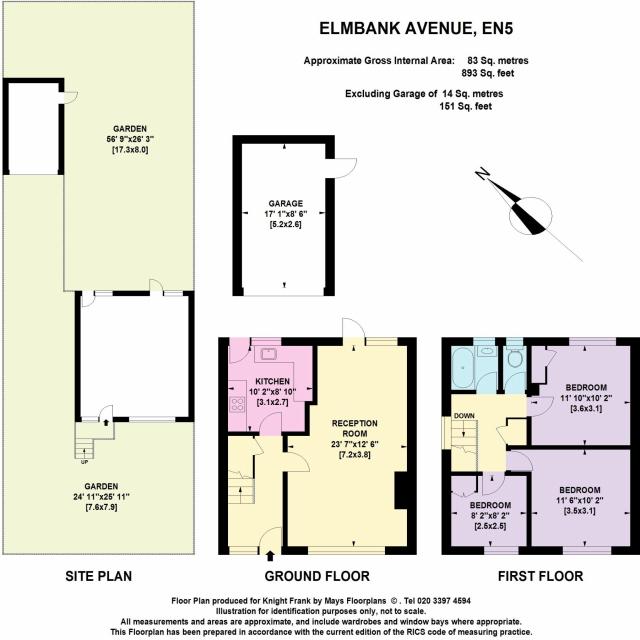 ELMBANK AVENUE, EN5
Approximate Gross Internal Area: 83 Sq. metres
893 Sq. feet
Excluding Garage of 14 Sq. metres
151 Sq. feet
GARDEN
56' 9"x26' 3"
[17.3x8.0]
N
GARAGE
17' 1"x8' 6"
[5.2x2.6]
KITCHEN
10' 2"x8' 10"
[3.1x2.7]
RECEPTION
ROOM
23' 7"x12' 6"
[7.2x3.8]
BEDROOM
11' 10"x10' 2"
[3.6x3.1]
DOWN
UP
GARDEN
24' 11"x25' 11"
[7.6x7.9]
BEDROOM
8' 2"x8' 2"
[2.5x2.5]
BEDROOM
11' 6"x10' 2"
[3.5x3.1]
SITE PLAN
GROUND FLOOR
FIRST FLOOR
Floor Plan produced for Knight Frank by Mays Floorplans © . Tel 020 3397 4594
Illustration for identification purposes only, not to scale.
All measurements and areas are approximate, and include wardrobes and window bays where appropriate.
This Floorplan has been prepared in accordance with the current edition of the RICS code of measuring practice.